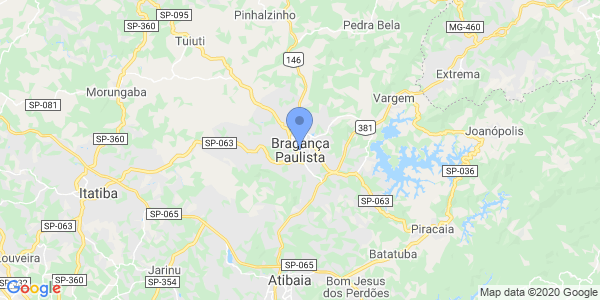 Pinhalzinho
SP-095
SP-360
Pedra Bela
MG-460
Tuiuti
146
Extrema
Morungaba
Vargem
SP-081
381
Joanópolis
SP-360
SP-063
Bragança
Paulista
SP-036
Itatiba
SP-063
SP-065
SP-063
Piracaia
Batatuba
Louveira
Jarinu
SP-065
Atibaia
Bom Jesus
dos Perdões
SP-360
SP-354
Google
Map data ©2020 Google